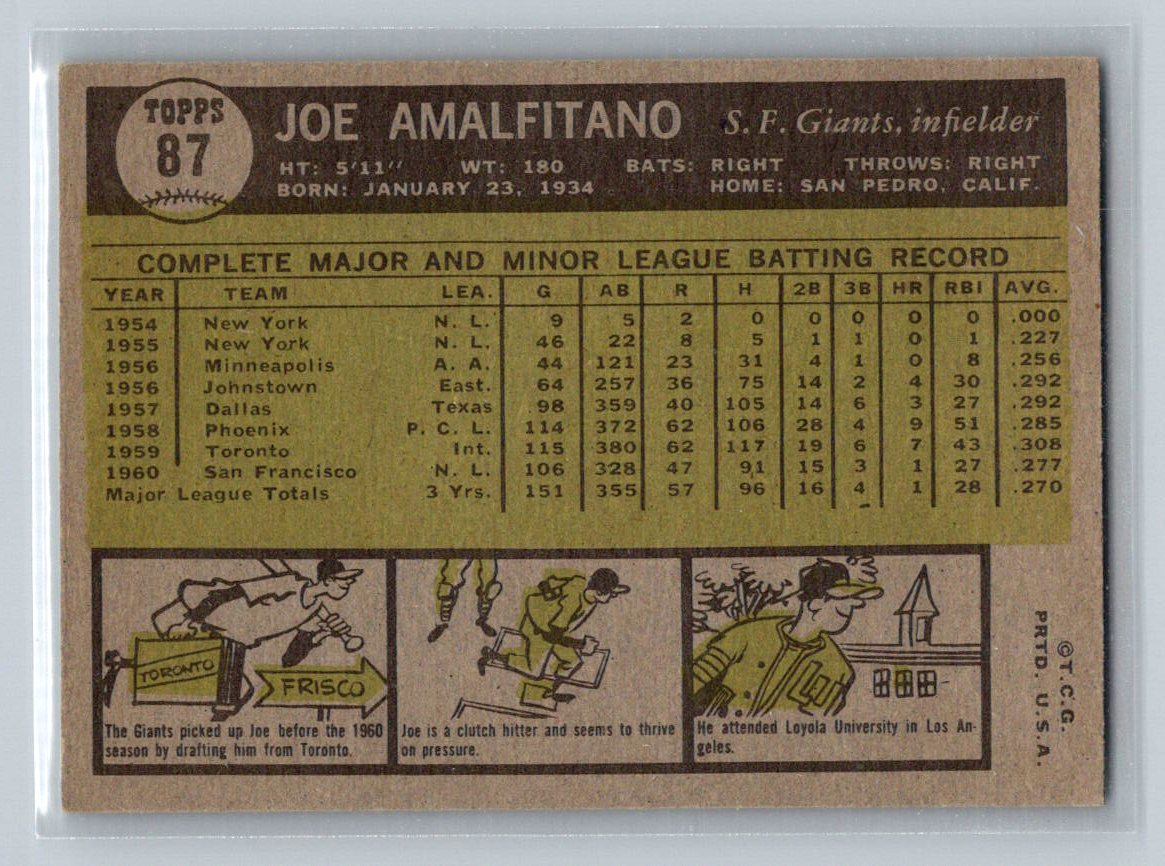 TOPPS
87
JOE AMALFITANO S. F. Giants, infielder
HT: 5'11" WT: 180 BATS: RIGHT THROWS: RIGHT
BORN: JANUARY 23, 1934 HOME: SAN PEDRO, CALIF.
COMPLETE MAJOR AND MINOR LEAGUE BATTING RECORD
YEAR TEAM LEA. G AB R H 2B 3B HR RBI AVG.
1954 New York N. L. 9 5 2 0 0 0 0 0 .000
1955 New York N. L. 46 22 8 5 1 1 0 1 .227
1956 Minneapolis A. A. 44 121 23 31 4 1 0 8 .256
1956 Johnstown East. 64 257 36 75 14 2 4 30 .292
1957 Dallas Texas 98 359 40 105 14 6 3 27 .292
1958 Phoenix P. C. L. 114 372 62 106 28 4 9 51 .285
1959 Toronto Int. 115 380 62 117 19 6 7 43 .308
1960 San Francisco N. L. 106 328 47 91 15 3 1 27 .277
Major League Totals 3 Yrs. 151 355 57 96 16 4 1 28 .270
TORONTO
FRISCO
The Giants picked up Joe before the 1960
season by drafting him from Toronto.
Joe is a clutch hitter and seems to thrive
on pressure.
He attended Loyola University in Los An-
geles.
©T.C.G.
PRTD. U.S.A.